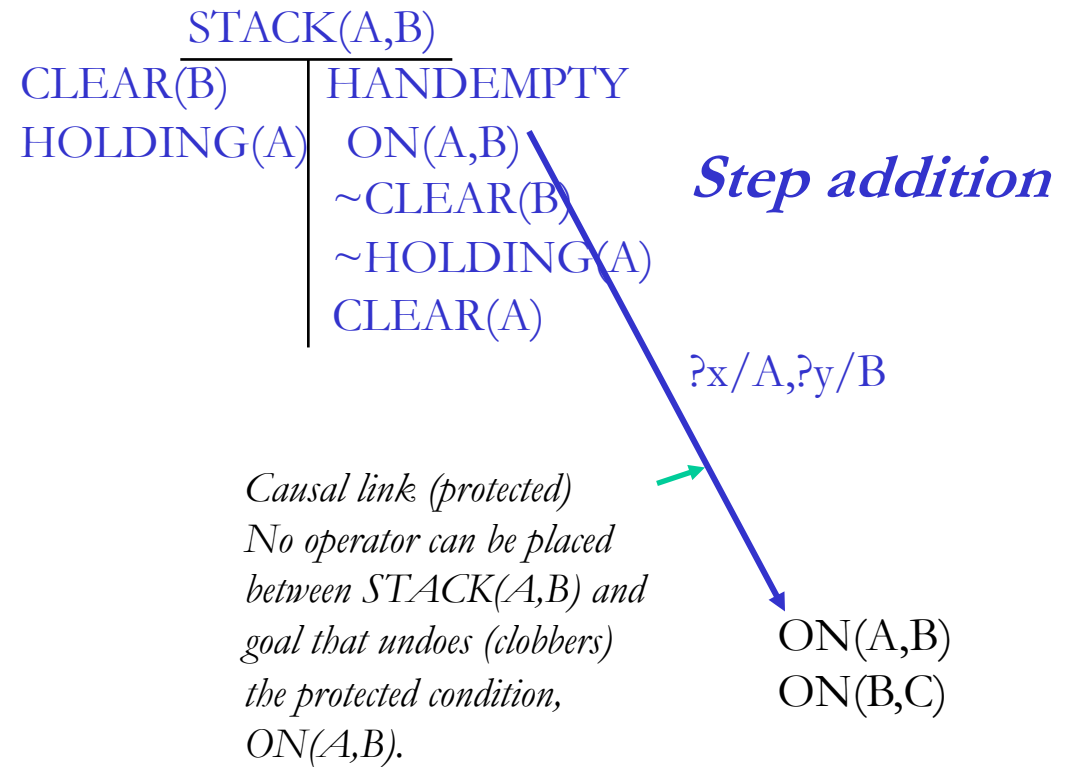 STACK(A,B)
CLEAR(B) HANDEMPTY
HOLDING(A) ON(A,B)
~CLEAR(B)
~HOLDING(A)
CLEAR(A)
Step addition
?x/A,?y/B
Causal link (protected)
No operator can be placed
between STACK(A,B) and
goal that undoes (clobbers)
the protected condition,
ON(A,B).
ON(A,B)
ON(B,C)